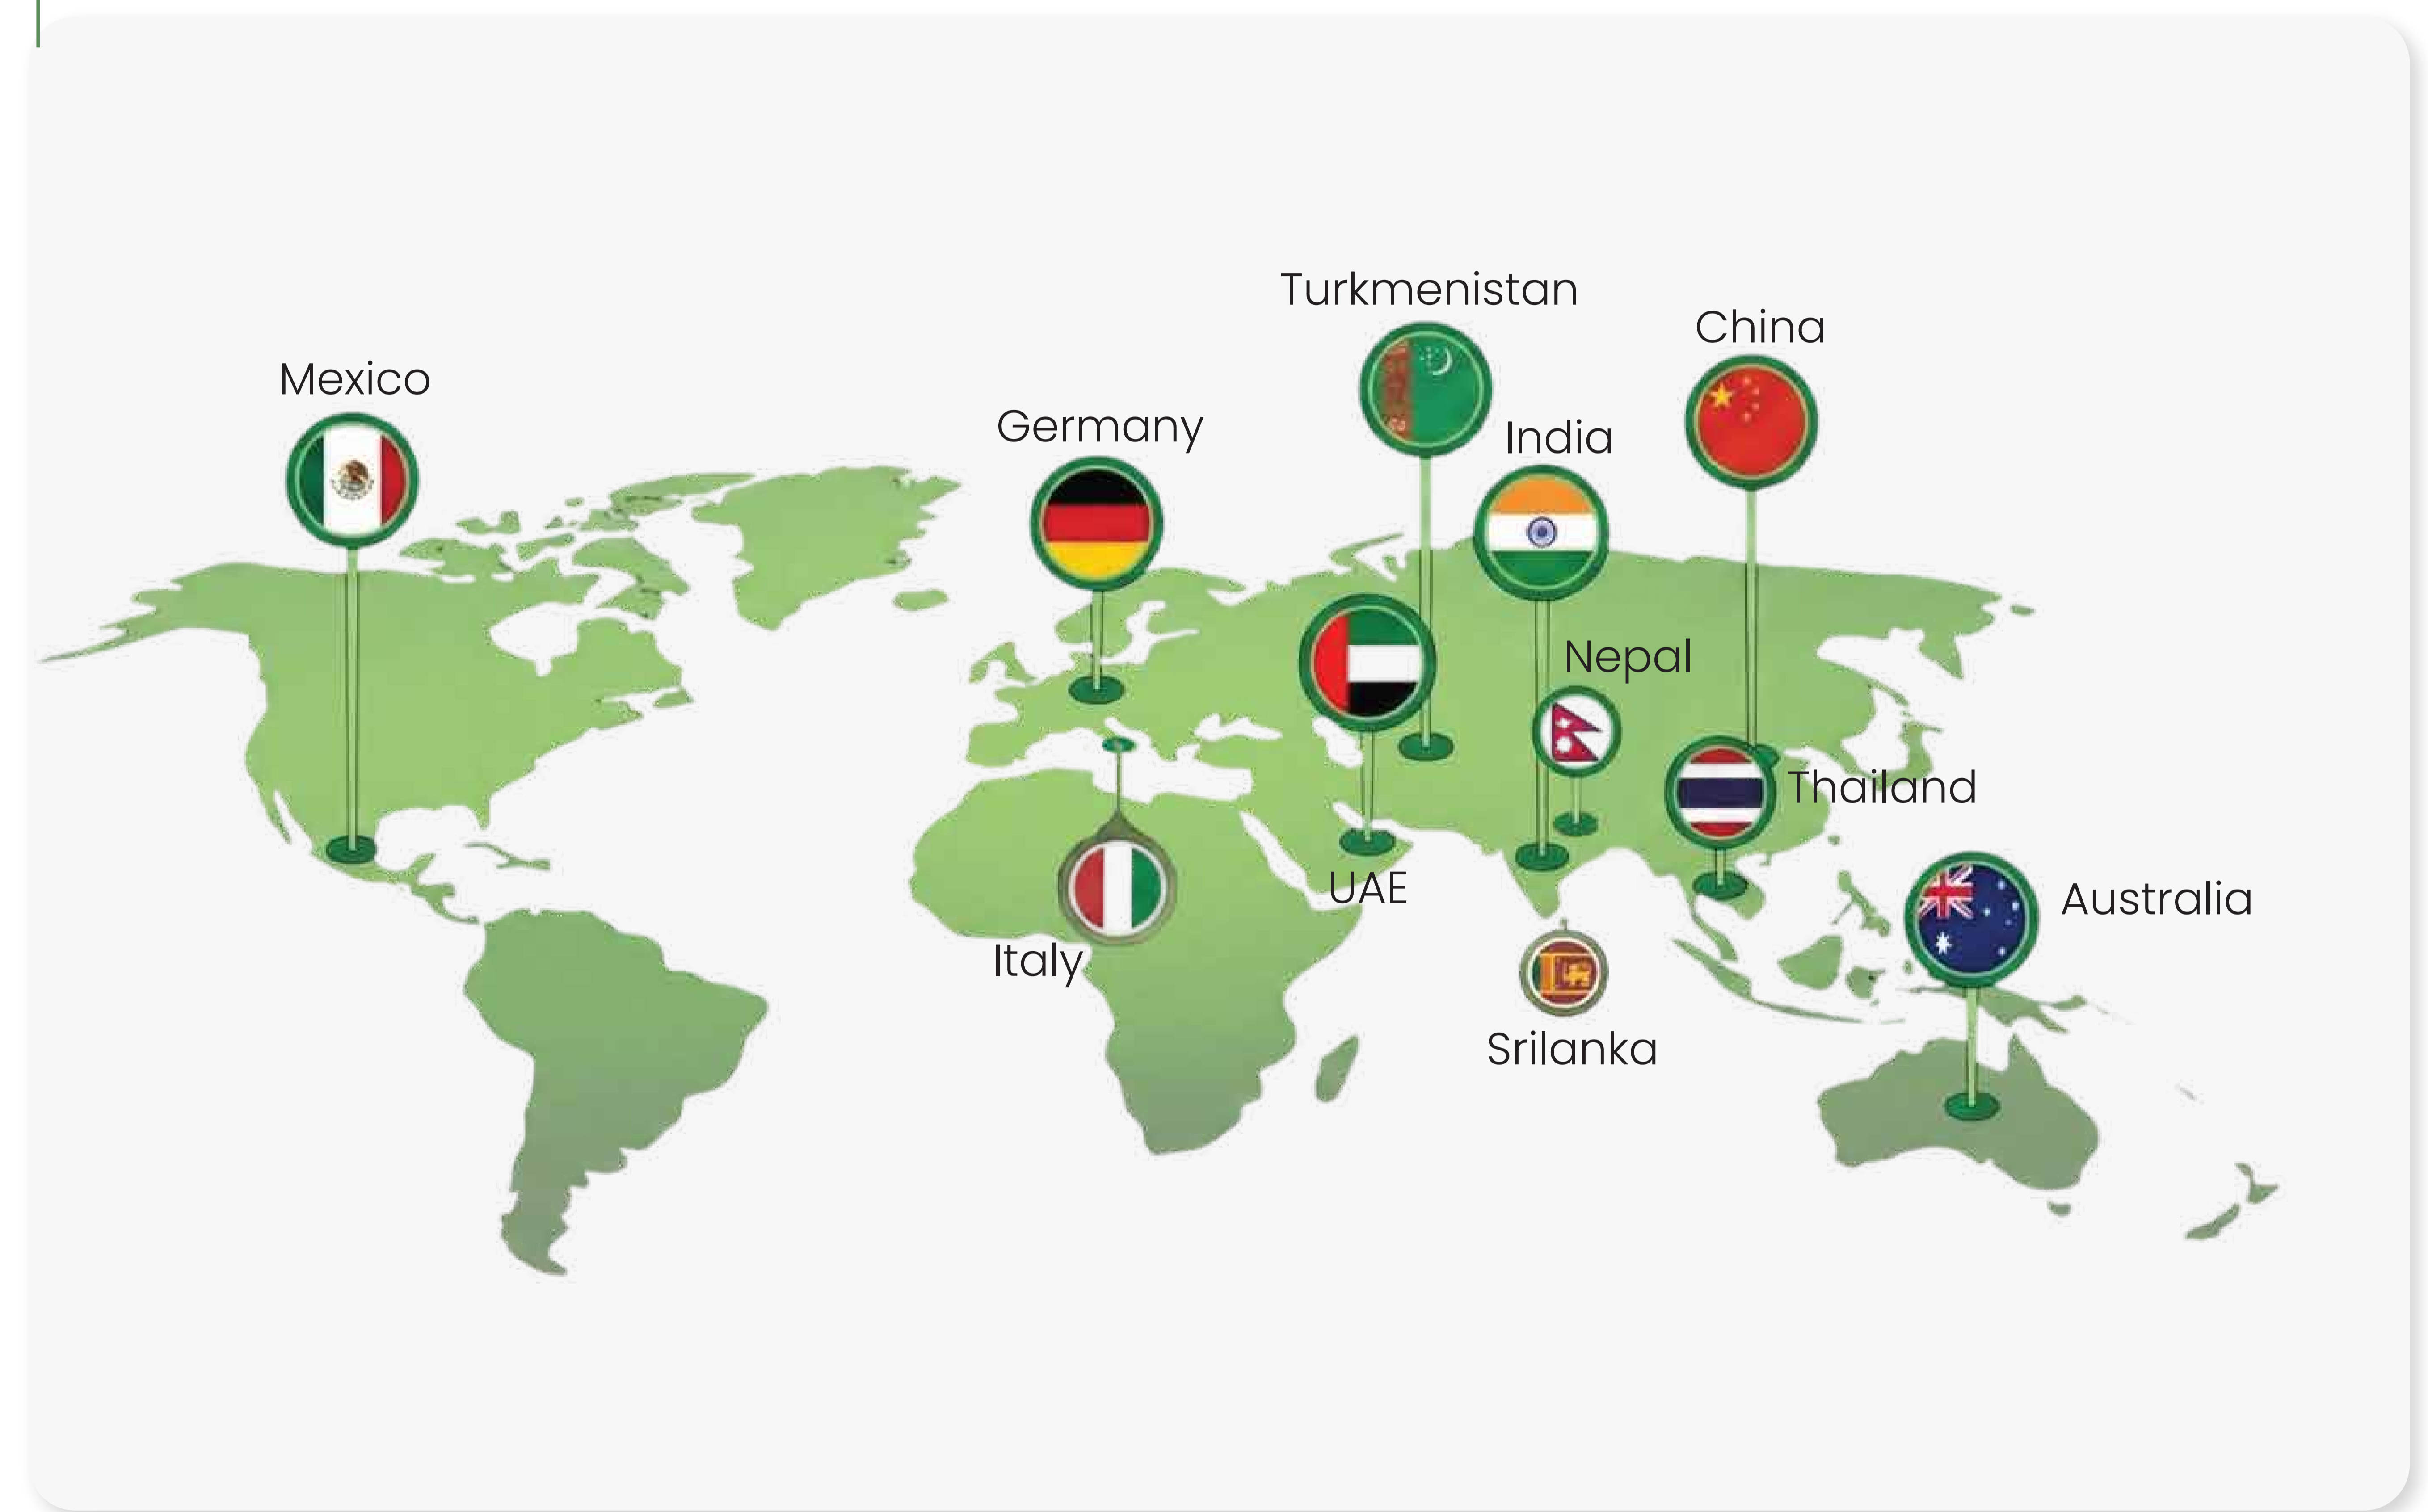 Turkmenistan
China
Mexico
Germany
India
Nepal
Thailand
UAE
Australia
Italy
Srilanka